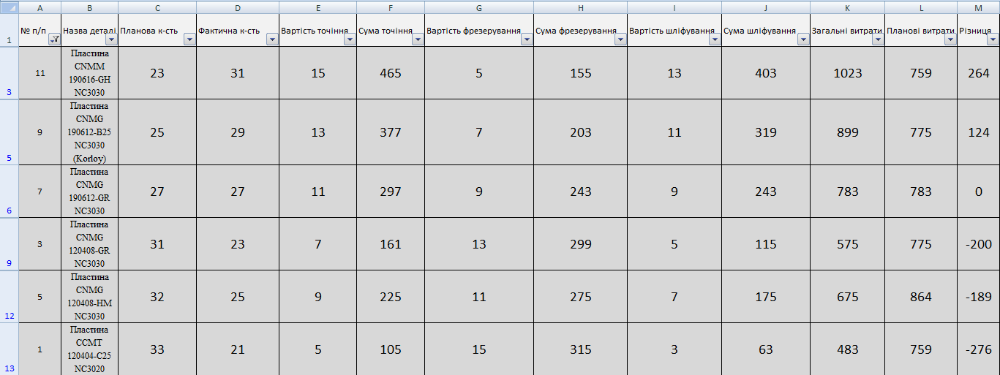 A B C D E F G H I J K L M
1 № п/п Назва деталі Планова к-сть Фактична к-сть Вартість точіння Сума точіння Вартість фрезерування Сума фрезерування Вартість шліфування Сума шліфування Загальні витрати Планові витрати Різниця
3 11 Пластина
CNMM
190616-GH
NC3030 23 31 15 465 5 155 13 403 1023 759 264
5 9 Пластина
CNMG
190612-B25
NC3030
(Korloy) 25 29 13 377 7 203 11 319 899 775 124
6 7 Пластина
CNMG
190612-GR
NC3030 27 27 11 297 9 243 9 243 783 783 0
9 3 Пластина
CNMG
120408-GR
NC3030 31 23 7 161 13 299 5 115 575 775 -200
12 5 Пластина
CNMG
120408-HM
NC3030 32 25 9 225 11 275 7 175 675 864 -189
13 1 Пластина
CCMT
120404-C25
NC3020 33 21 5 105 15 315 3 63 483 759 -276